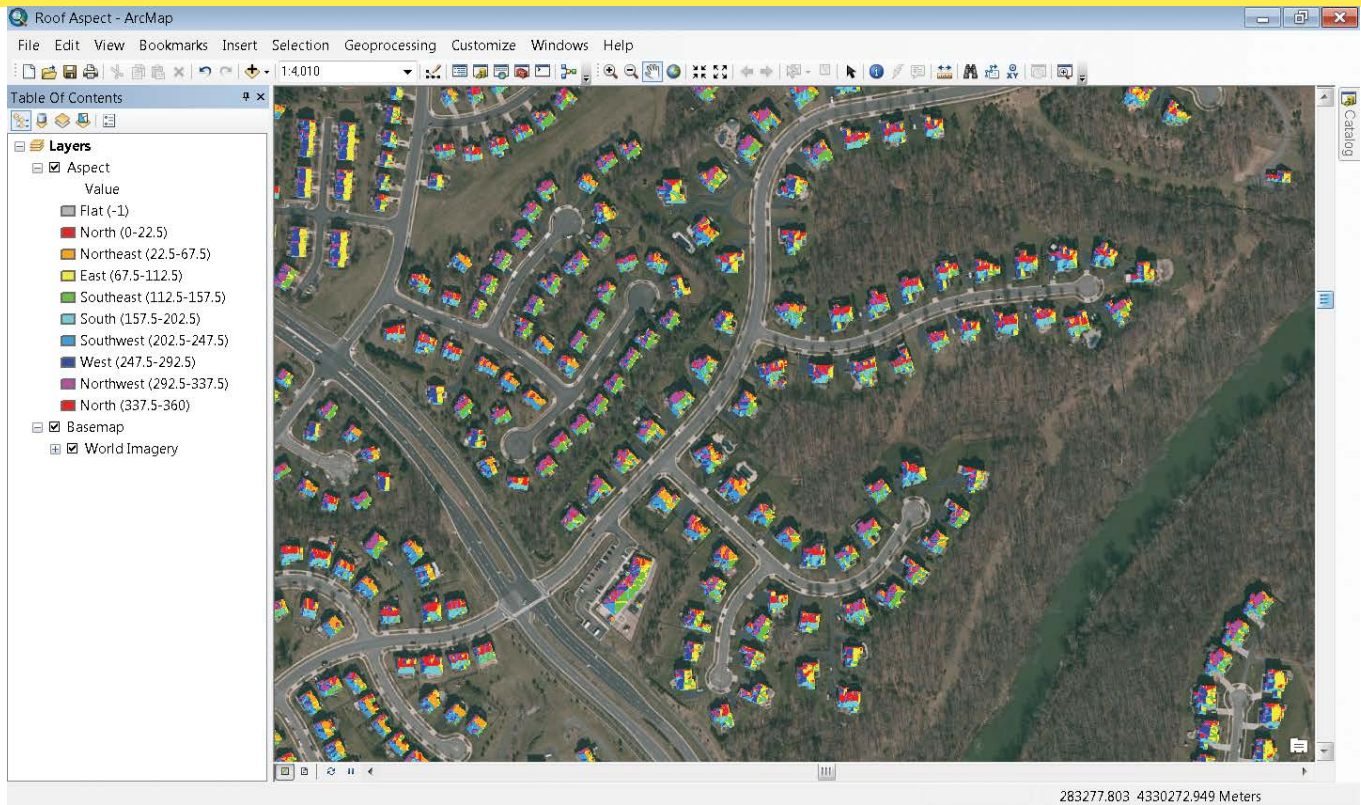 Roof Aspect - ArcMap
File Edit View Bookmarks Insert Selection Geoprocessing Customize Windows Help
1:4,010
Table Of Contents
Layers
Aspect
Value
Flat (-1)
North (0-22.5)
Northeast (22.5-67.5)
East (67.5-112.5)
Southeast (112.5-157.5)
South (157.5-202.5)
Southwest (202.5-247.5)
West (247.5-292.5)
Northwest (292.5-337.5)
North (337.5-360)
Basemap
World Imagery
Catalog
283277.803 4330272.949 Meters